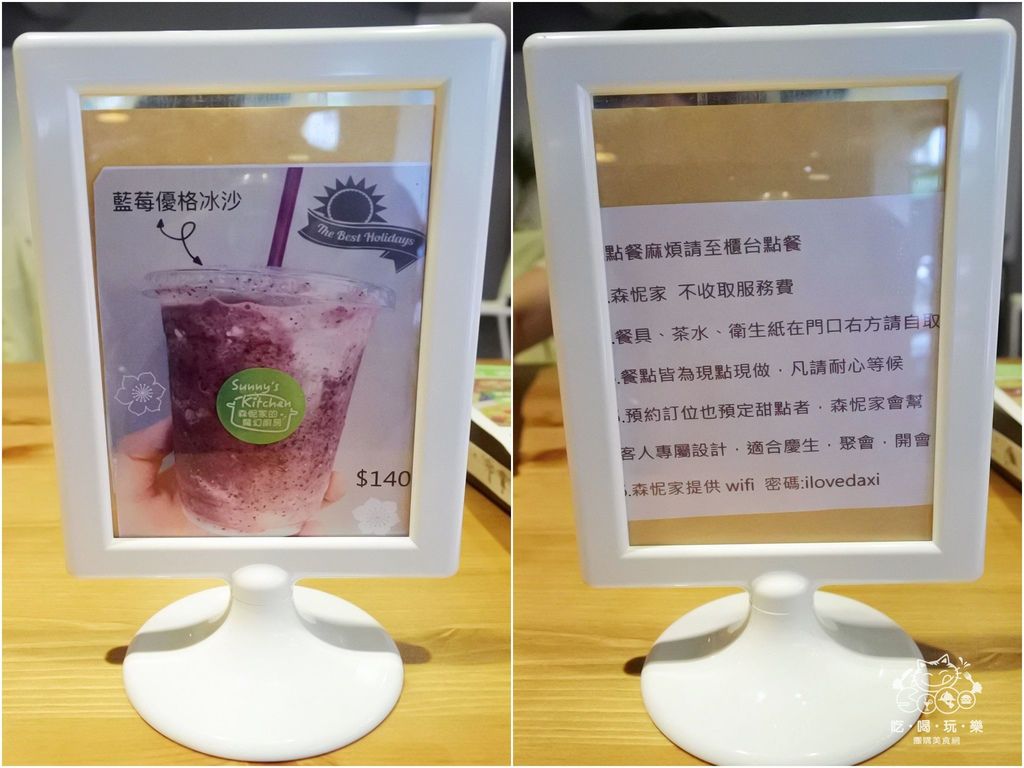 藍莓優格冰沙
The Best Holidays
Sunny's
Kitchen
森怩家的
魔幻廚房
$140
點餐麻煩請至櫃台點餐
.森怩家 不收取服務費
.餐具、茶水、衛生紙在門口右方請自取
.餐點皆為現點現做，凡請耐心等候
.預約訂位也預定甜點者，森怩家會幫
客人專屬設計，適合慶生，聚會，開會
.森怩家提供 wifi 密碼:ilovedaxi
吃·喝·玩·樂
團購美食網